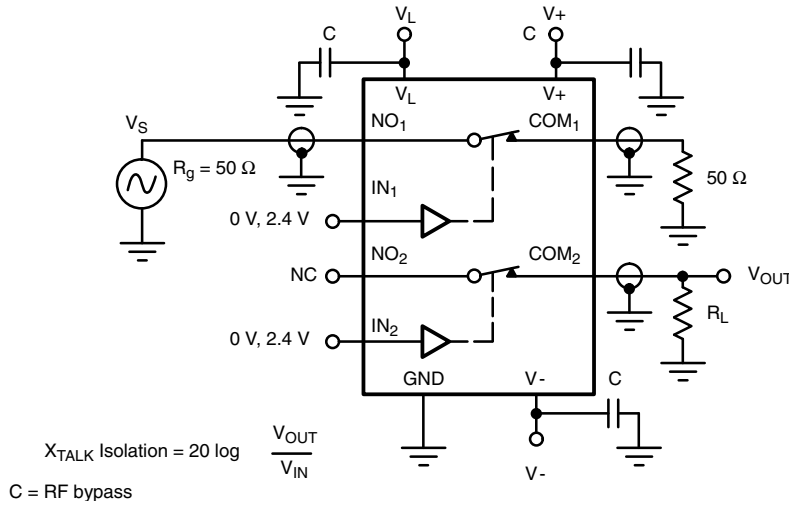 VL
V+
C
C
VL
V+
VS
NO1
COM1
Rg = 50 Ω
50 Ω
IN1
0 V, 2.4 V
NO2
COM2
NC
VOUT
RL
IN2
0 V, 2.4 V
GND
V-
C
XTALK Isolation = 20 log VOUT
VIN
V-
C = RF bypass